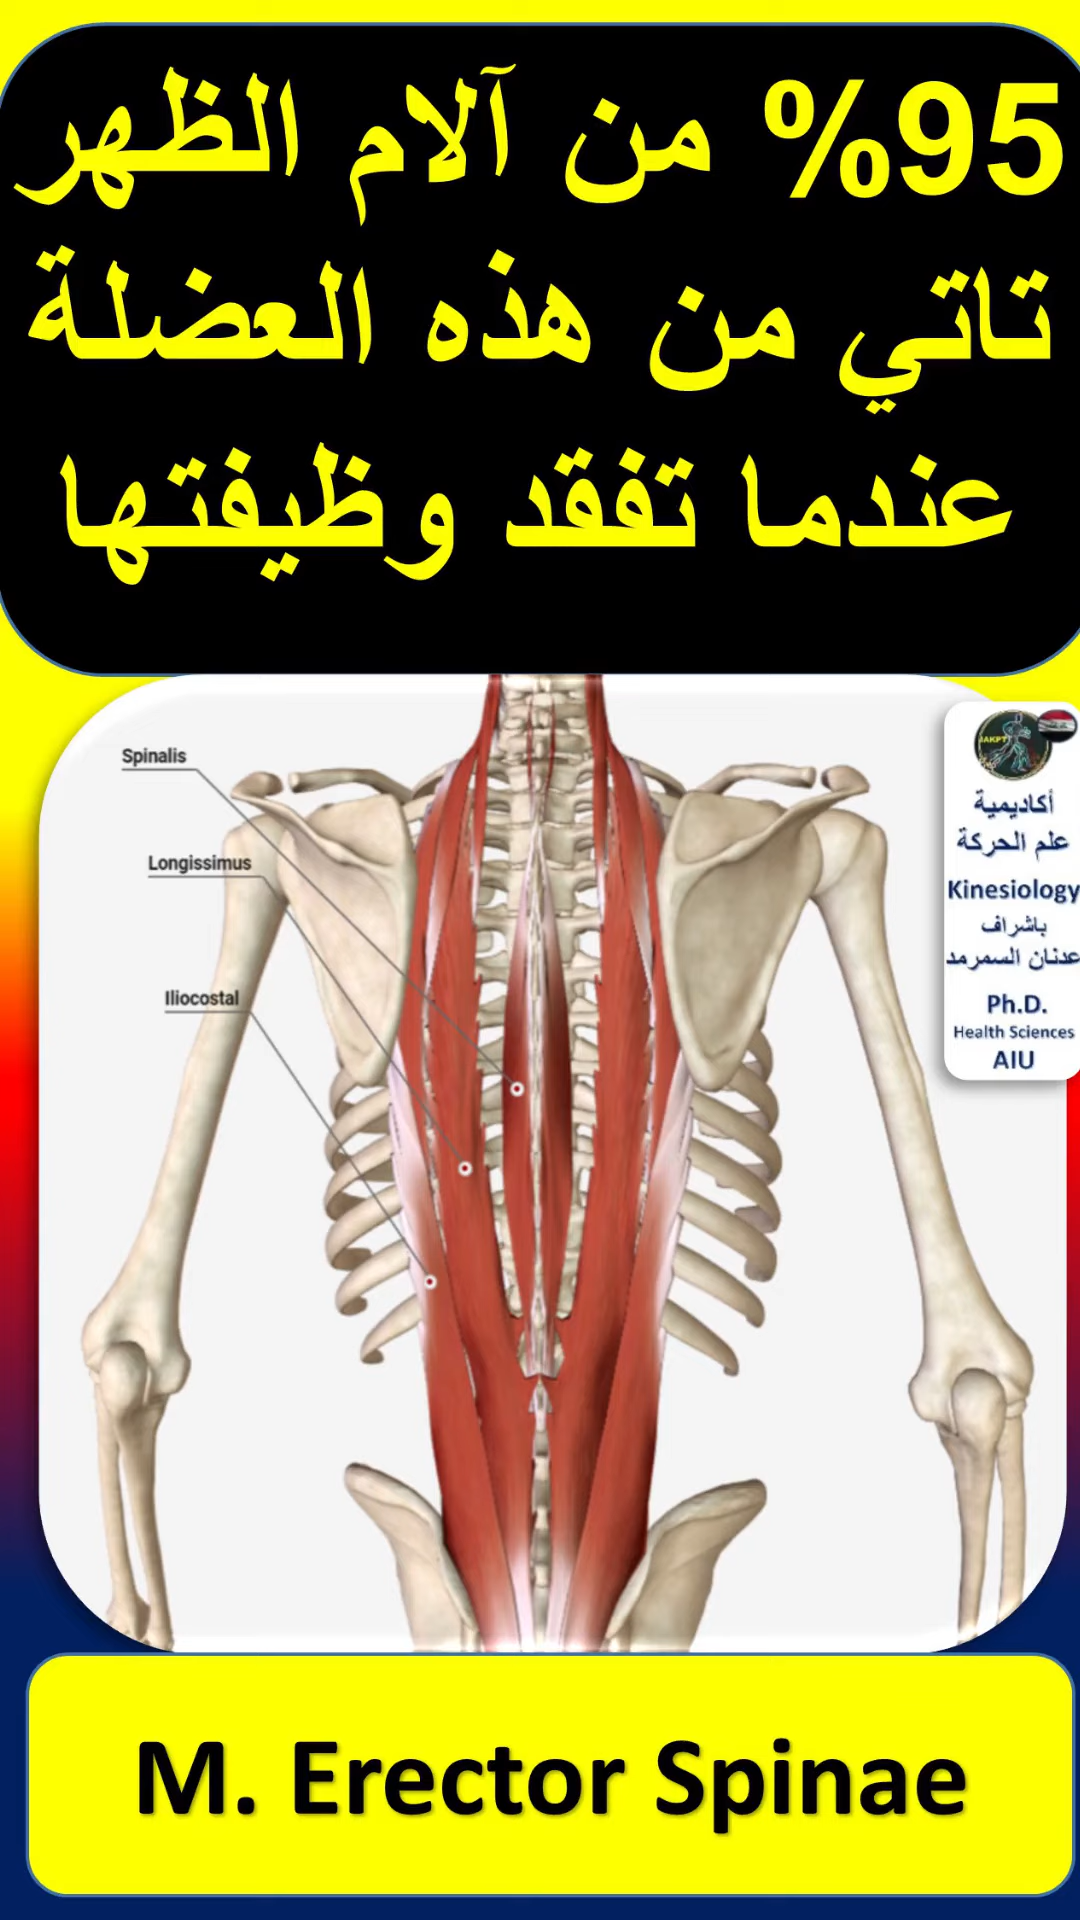 95% من آلام الظهر
تاتي من هذه العضلة
عندما تفقد وظيفتها
Spinalis
Longissimus
Iliocostal
IAKPT
أكاديمية
علم الحركة
Kinesiology
باشراف
عدنان السمرمد
Ph.D.
Health Sciences
AIU
M. Erector Spinae